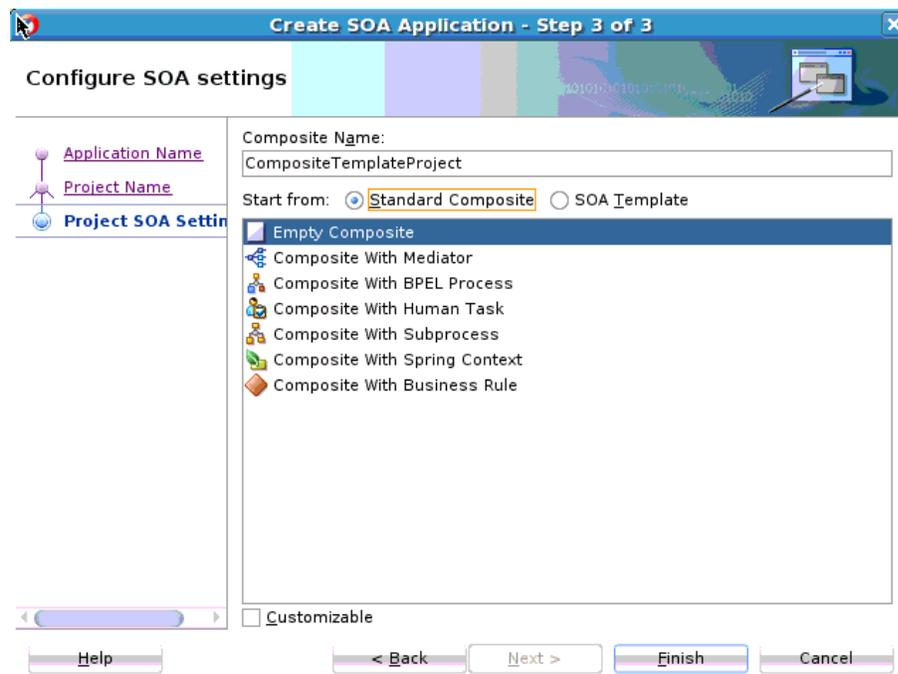 Create SOA Application - Step 3 of 3
Configure SOA settings
Application Name
Project Name
Project SOA Settin
Composite Name:
CompositeTemplateProject
Start from: Standard Composite SOA Template
Empty Composite
Composite With Mediator
Composite With BPEL Process
Composite With Human Task
Composite With Subprocess
Composite With Spring Context
Composite With Business Rule
Customizable
Help < Back Next > Finish Cancel